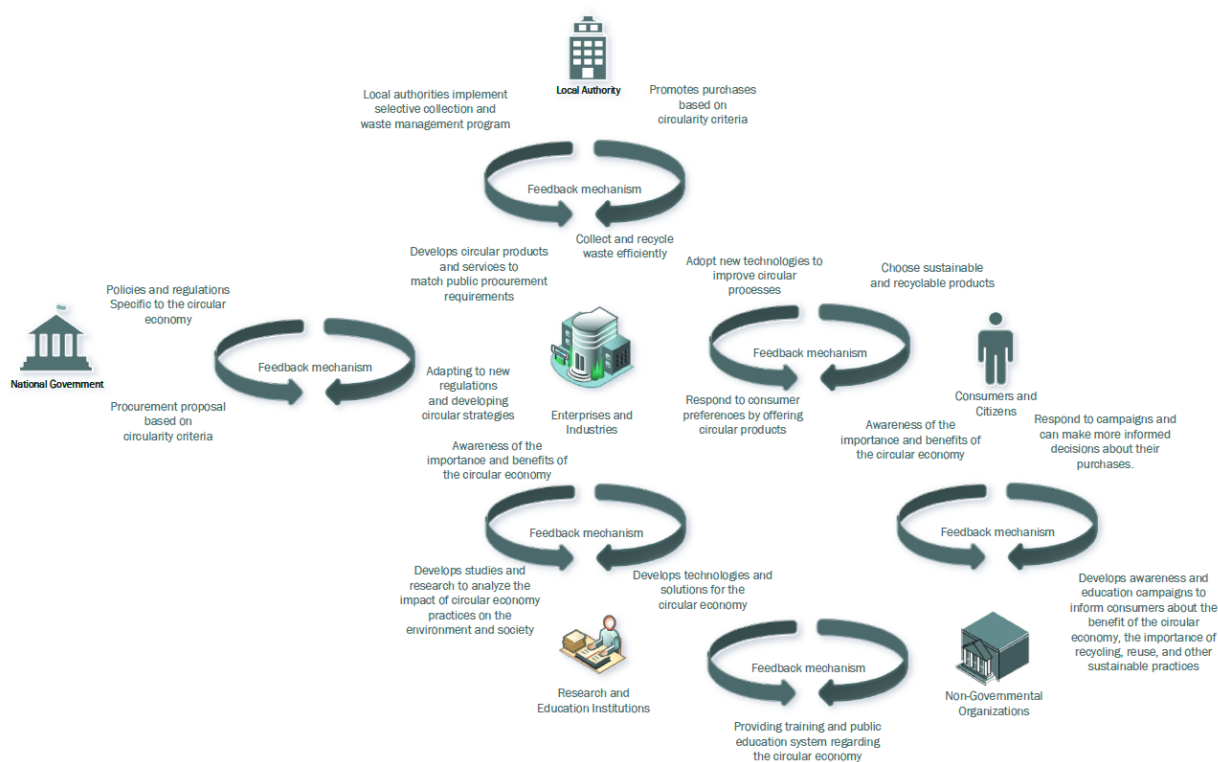 Local Authority
Local authorities implement
selective collection and
waste management program
Promotes purchases
based on
circularity criteria
Feedback mechanism
Develops circular products
and services to
match public procurement
requirements
Collect and recycle
waste efficiently
Adopt new technologies to
improve circular
processes
Choose sustainable
and recyclable products
Policies and regulations
Specific to the circular
economy
National Government
Feedback mechanism
Procurement proposal
based on
circularity criteria
Adapting to new
regulations
and developing
circular strategies
Enterprises and
Industries
Feedback mechanism
Respond to consumer
preferences by offering
circular products
Consumers and
Citizens
Awareness of the
importance and benefits of
the circular economy
Respond to campaigns and
can make more informed
decisions about their
purchases.
Awareness of the
importance and benefits of
the circular economy
Feedback mechanism
Feedback mechanism
Develops studies and
research to analyze the
impact of circular economy
practices on the
environment and society
Develops technologies and
solutions for the
circular economy
Develops awareness and
education campaigns to
inform consumers about the
benefit of the circular
economy, the importance of
recycling, reuse, and other
sustainable practices
Research and
Education Institutions
Feedback mechanism
Non-Governmental
Organizations
Providing training and public
education system regarding
the circular economy